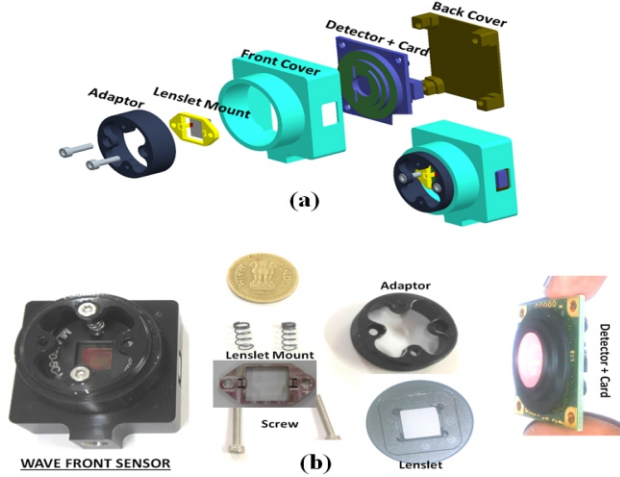 Back Cover
Detector + Card
Front Cover
Lenslet Mount
Adaptor
(a)
Adaptor
Lenslet Mount
Detector + Card
Screw
WAVE FRONT SENSOR
(b)
Lenslet